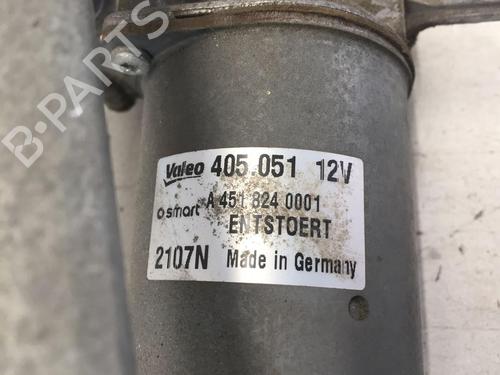 B-PARTS
Valeo 405.051 12V
smart A 451 824 0001
ENTSTOERT
2107N Made in Germany